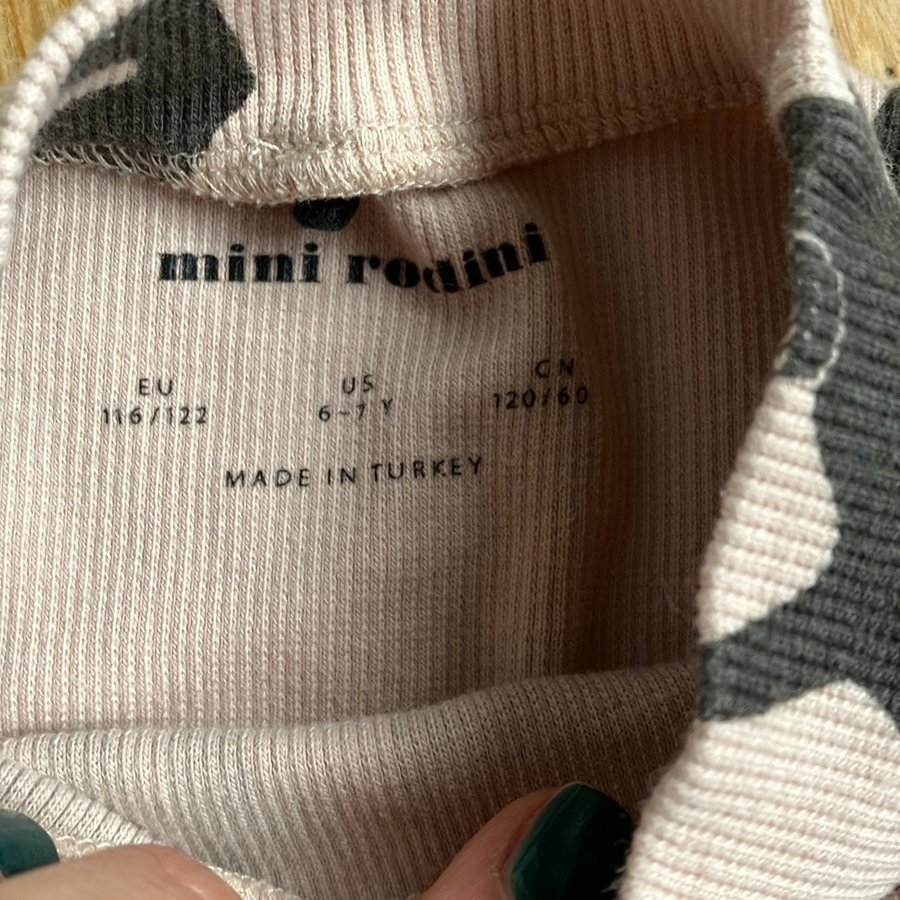 mini rodini
EU US CN
116/122 6-7 Y 120/60
MADE IN TURKEY